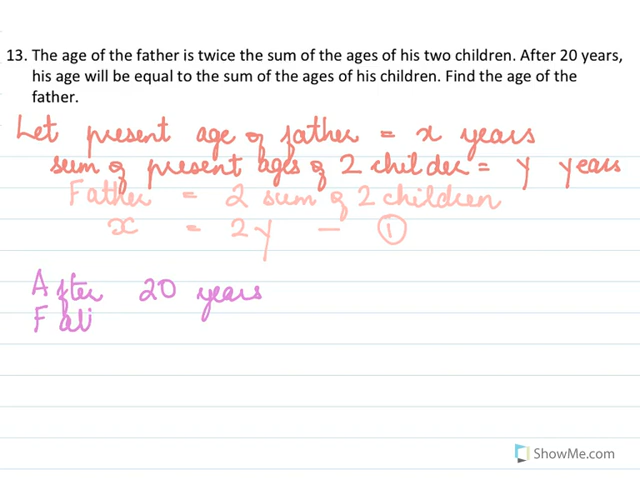 13. The age of the father is twice the sum of the ages of his two children. After 20 years,
his age will be equal to the sum of the ages of his children. Find the age of the
father.
Let present age of father = x years
sum of present ages of 2 childer = y years
Father = 2 sum of 2 children
x = 2y – ①
After 20 years
Fati
ShowMe.com